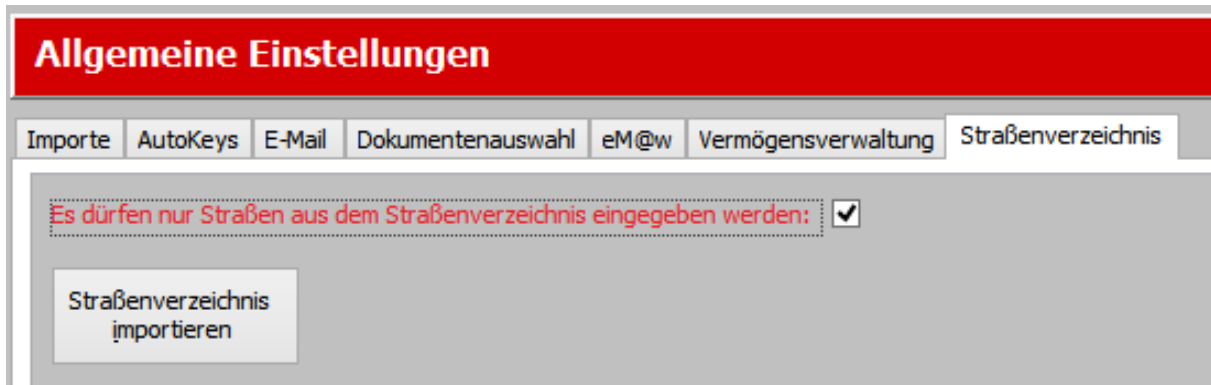 Allgemeine Einstellungen
Importe AutoKeys E-Mail Dokumentenauswahl eM@w Vermögensverwaltung Straßenverzeichnis
Es dürfen nur Straßen aus dem Straßenverzeichnis eingegeben werden:
Straßenverzeichnis
importieren